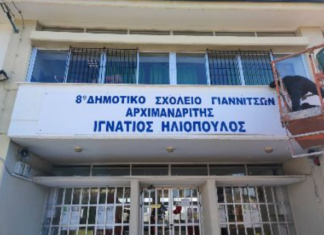 8ο ΔΗΜΟΤΙΚΟ ΣΧΟΛΕΙΟ ΓΙΑΝΝΙΤΣΩΝ
ΑΡΧΙΜΑΝΔΡΙΤΗΣ
ΙΓΝΑΤΙΟΣ ΗΛΙΟΠΟΥΛΟΣ